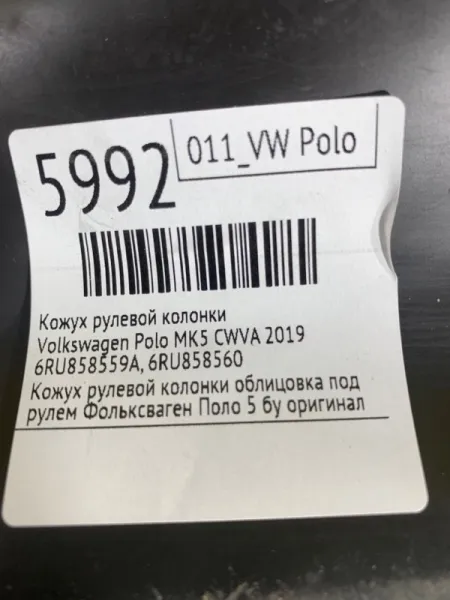 5992
011_VW Polo
Кожух рулевой колонки
Volkswagen Polo MK5 CWVA 2019
6RU858559A, 6RU858560
Кожух рулевой колонки облицовка под
рулем Фольксваген Поло 5 бу оригинал